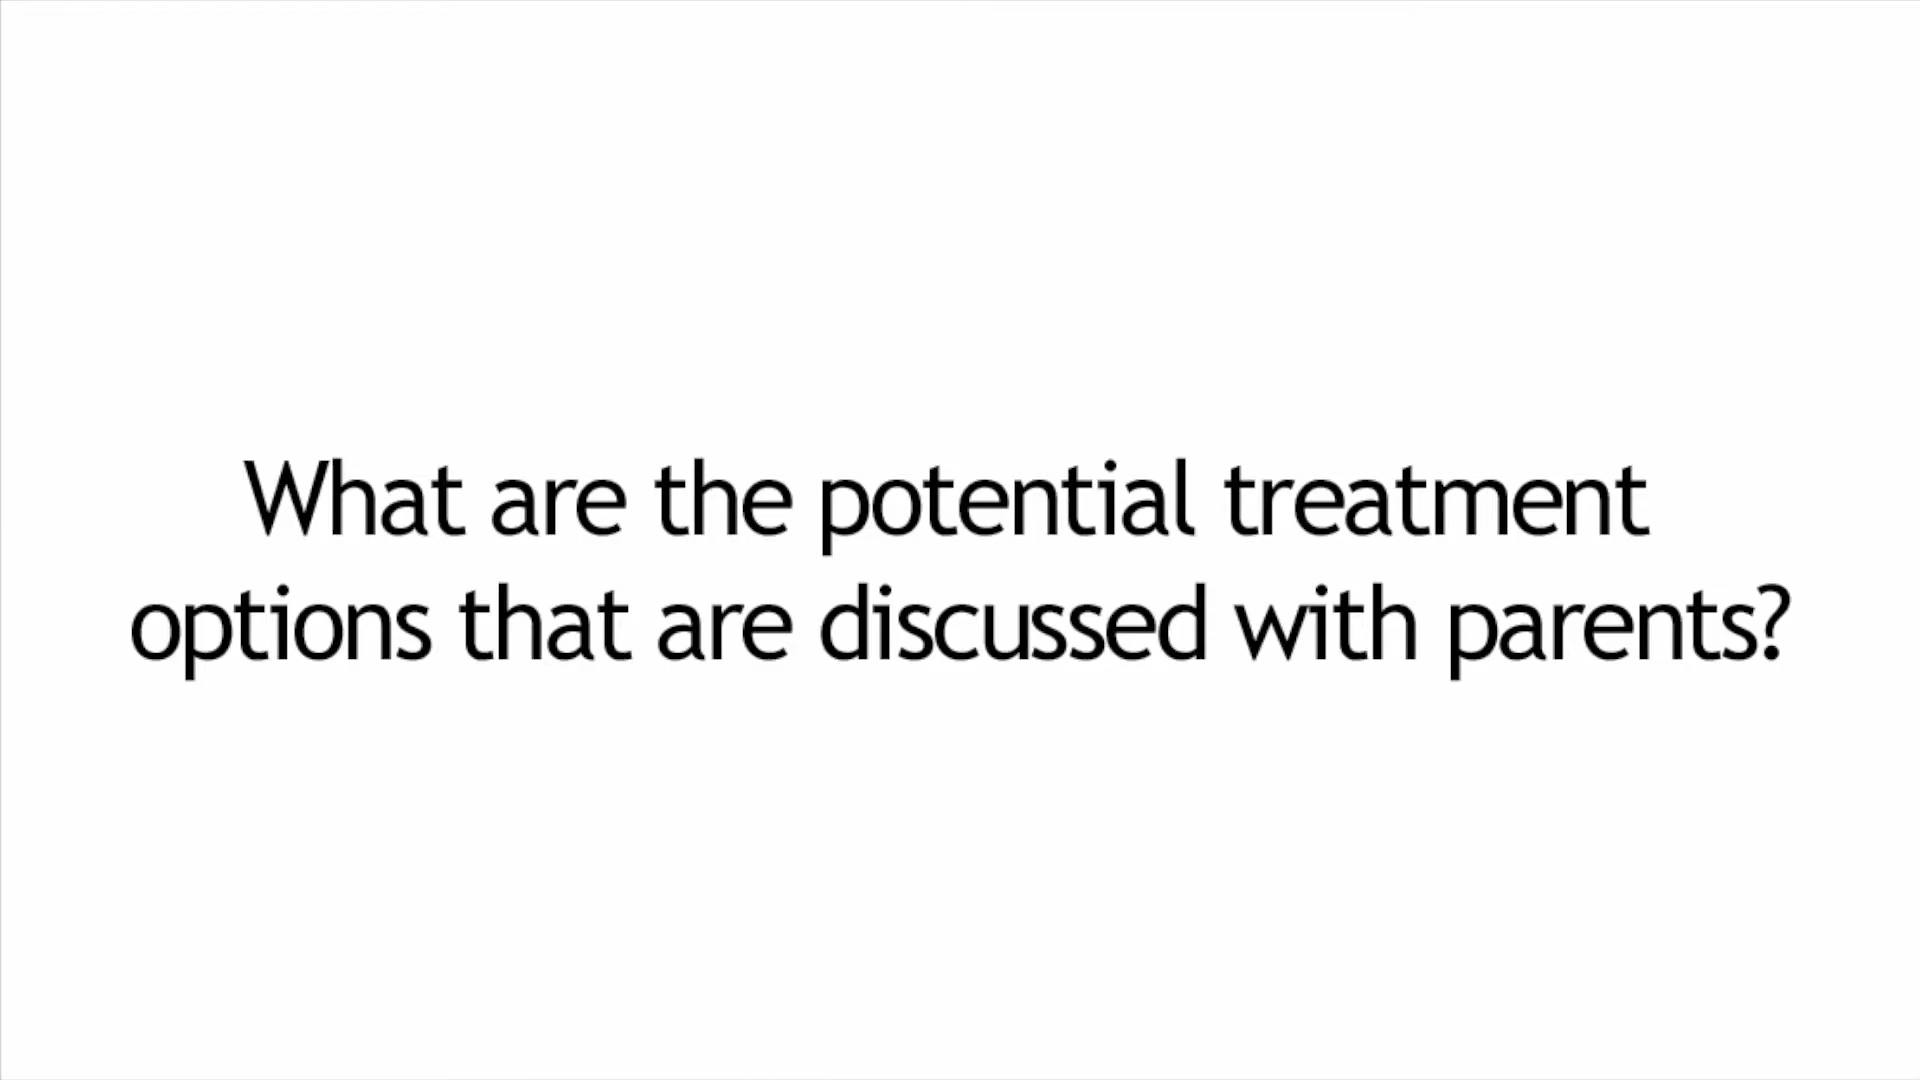 What are the potential treatment
options that are discussed with parents?